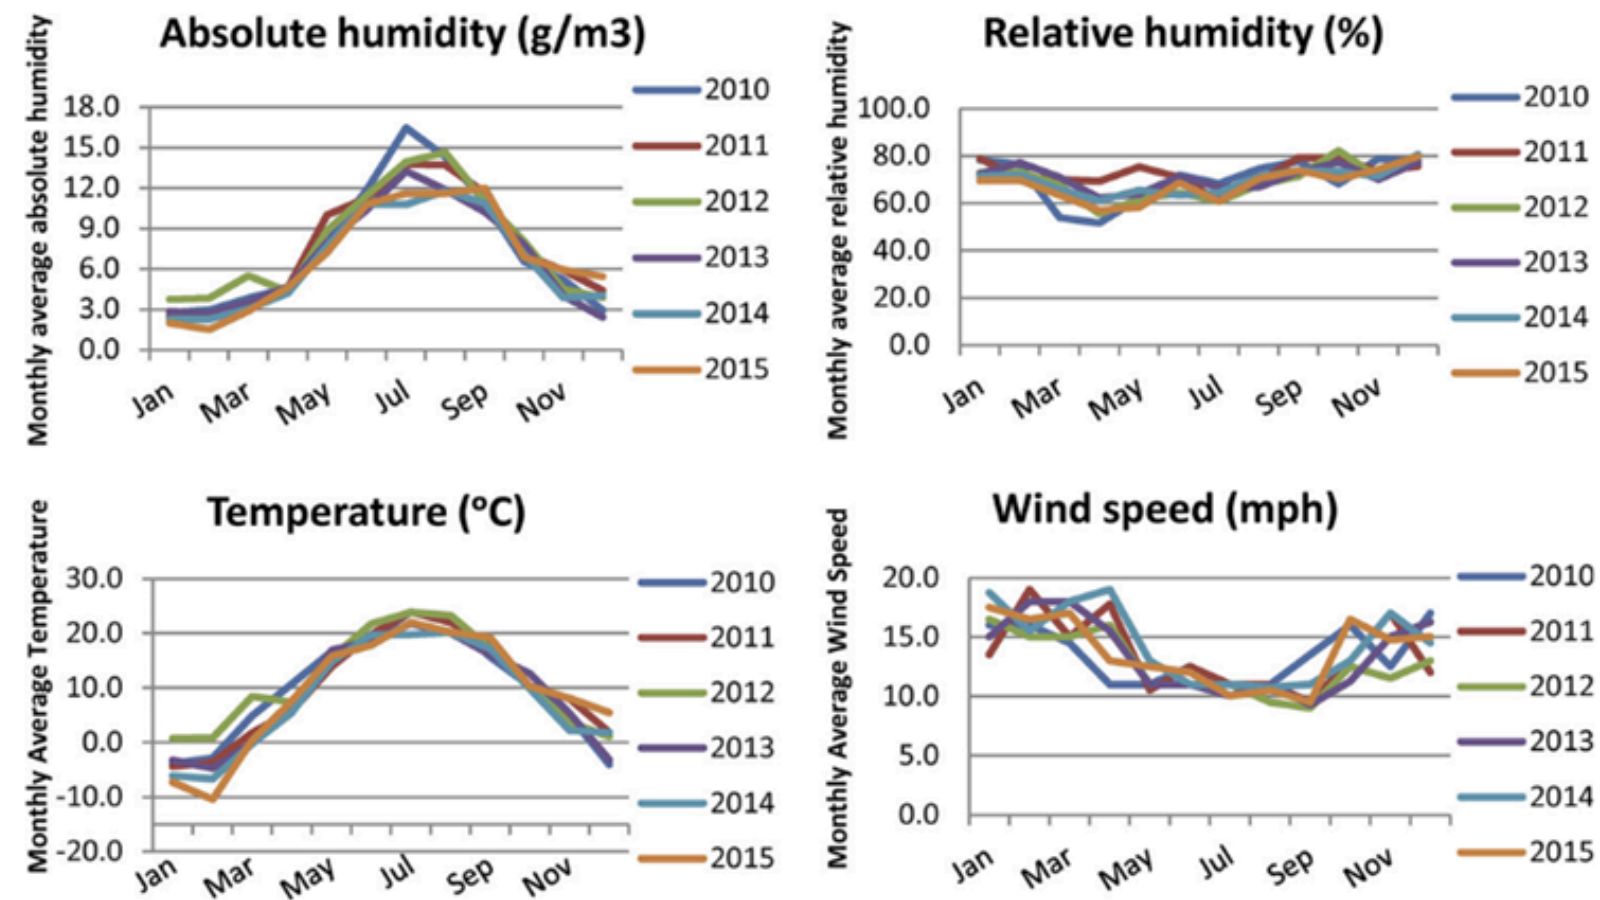 Absolute humidity (g/m3)
Monthly average absolute humidity
18.0
15.0
12.0
9.0
6.0
3.0
0.0
Jan
Mar
May
Jul
Sep
Nov
2010
2011
2012
2013
2014
2015
Relative humidity (%)
Monthly average relative humidity
100.0
80.0
60.0
40.0
20.0
0.0
Jan
Mar
May
Jul
Sep
Nov
2010
2011
2012
2013
2014
2015
Temperature (°C)
Monthly Average Temperature
30.0
20.0
10.0
0.0
-10.0
-20.0
Jan
Mar
May
Jul
Sep
Nov
2010
2011
2012
2013
2014
2015
Wind speed (mph)
Monthly Average Wind Speed
20.0
15.0
10.0
5.0
0.0
Jan
Mar
May
Jul
Sep
Nov
2010
2011
2012
2013
2014
2015